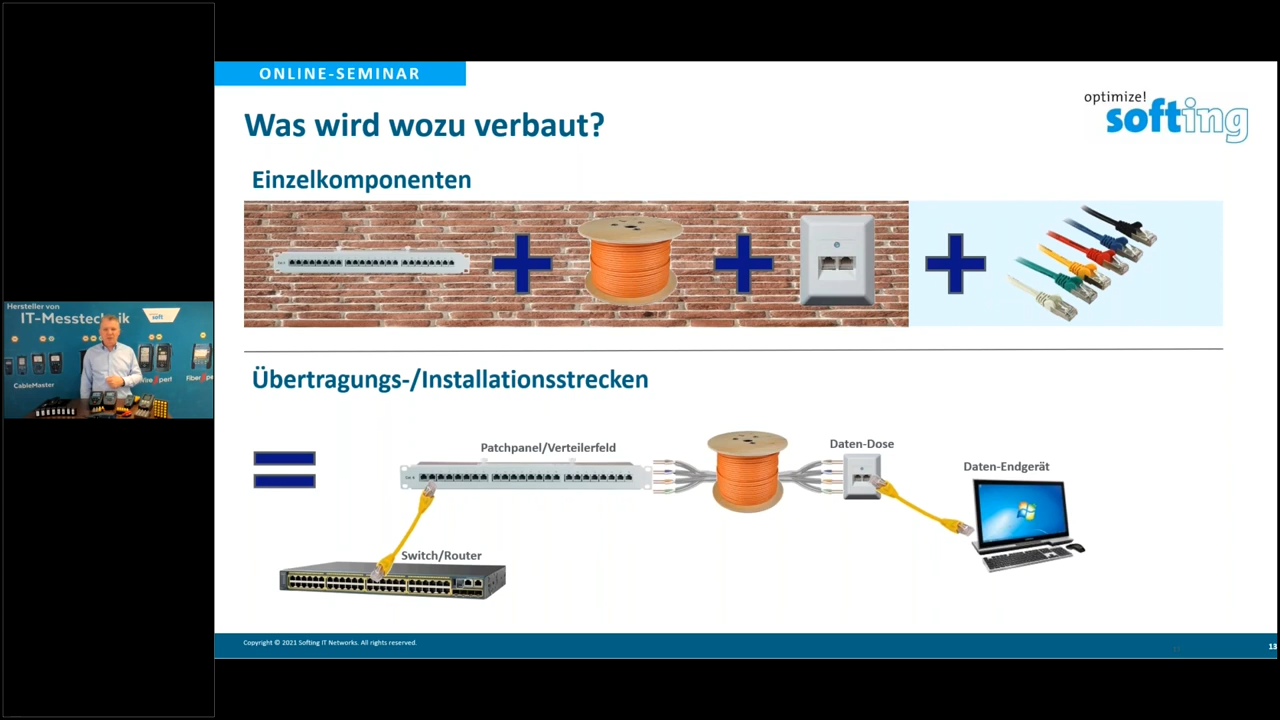 ONLINE-SEMINAR
optimize!
softing
Was wird wozu verbaut?
Einzelkomponenten
Hersteller von
IT-Messtechnik
soft
CableMaster
Übertragungs-/Installationsstrecken
Patchpanel/Verteilerfeld
Daten-Dose
Daten-Endgerät
Switch/Router
Copyright © 2021 Softing IT Networks. All rights reserved.
13